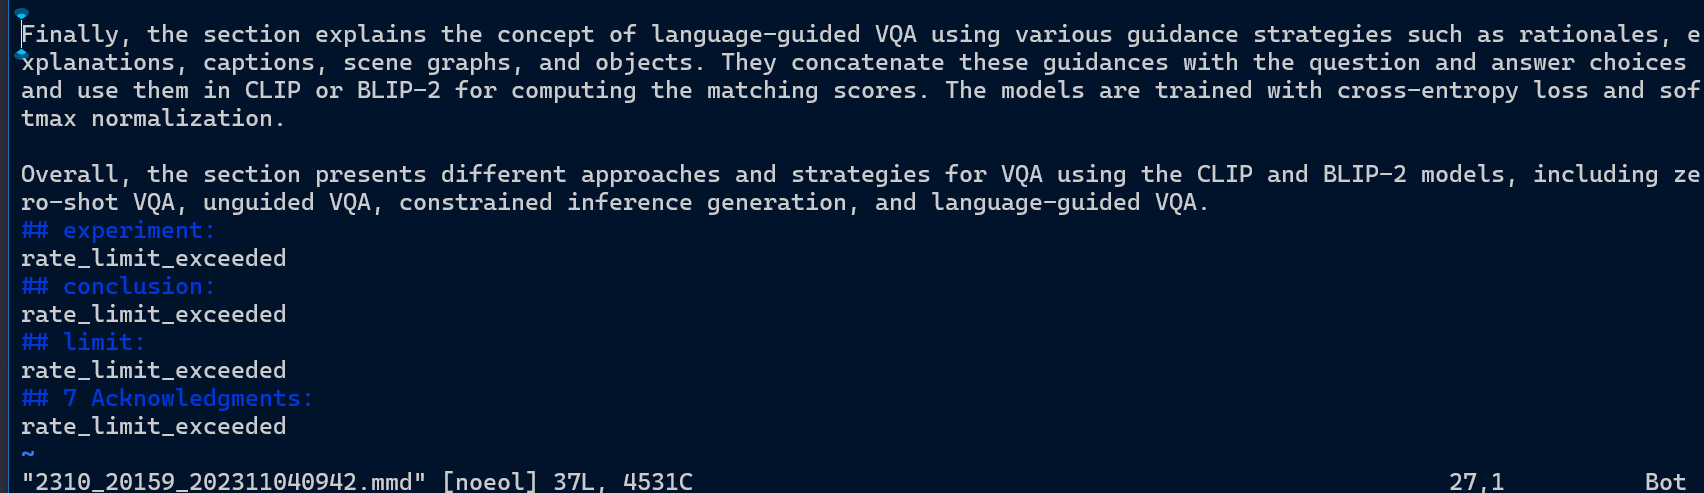 Finally, the section explains the concept of language-guided VQA using various guidance strategies such as rationales, e
xplanations, captions, scene graphs, and objects. They concatenate these guidances with the question and answer choices
and use them in CLIP or BLIP-2 for computing the matching scores. The models are trained with cross-entropy loss and sof
tmax normalization.
Overall, the section presents different approaches and strategies for VQA using the CLIP and BLIP-2 models, including ze
ro-shot VQA, unguided VQA, constrained inference generation, and language-guided VQA.
## experiment:
rate_limit_exceeded
## conclusion:
rate_limit_exceeded
## limit:
rate_limit_exceeded
## 7 Acknowledgments:
rate_limit_exceeded
~
"2310_20159_202311040942.mmd" [noeol] 37L, 4531C 27,1 Bot